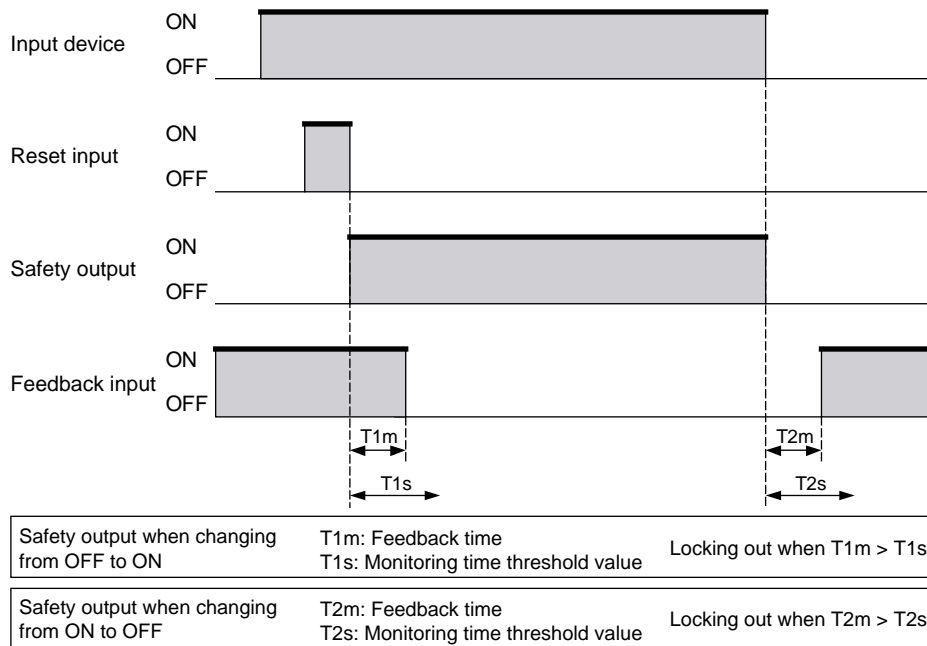 ON
Input device
OFF
ON
Reset input
OFF
ON
Safety output
OFF
ON
Feedback input
OFF
T1m
T2m
T1s
T2s
Safety output when changing
from OFF to ON
T1m: Feedback time
T1s: Monitoring time threshold value
Locking out when T1m > T1s
Safety output when changing
from ON to OFF
T2m: Feedback time
T2s: Monitoring time threshold value
Locking out when T2m > T2s